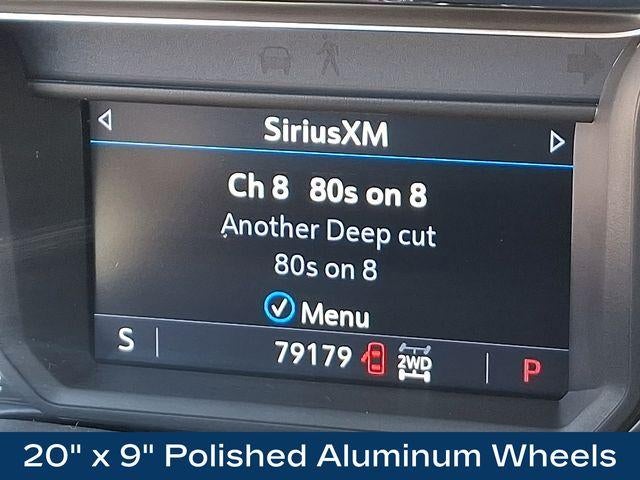 SiriusXM
Ch 8 80s on 8
Another Deep cut
80s on 8
Menu
S 79179 2WD P
20" x 9" Polished Aluminum Wheels